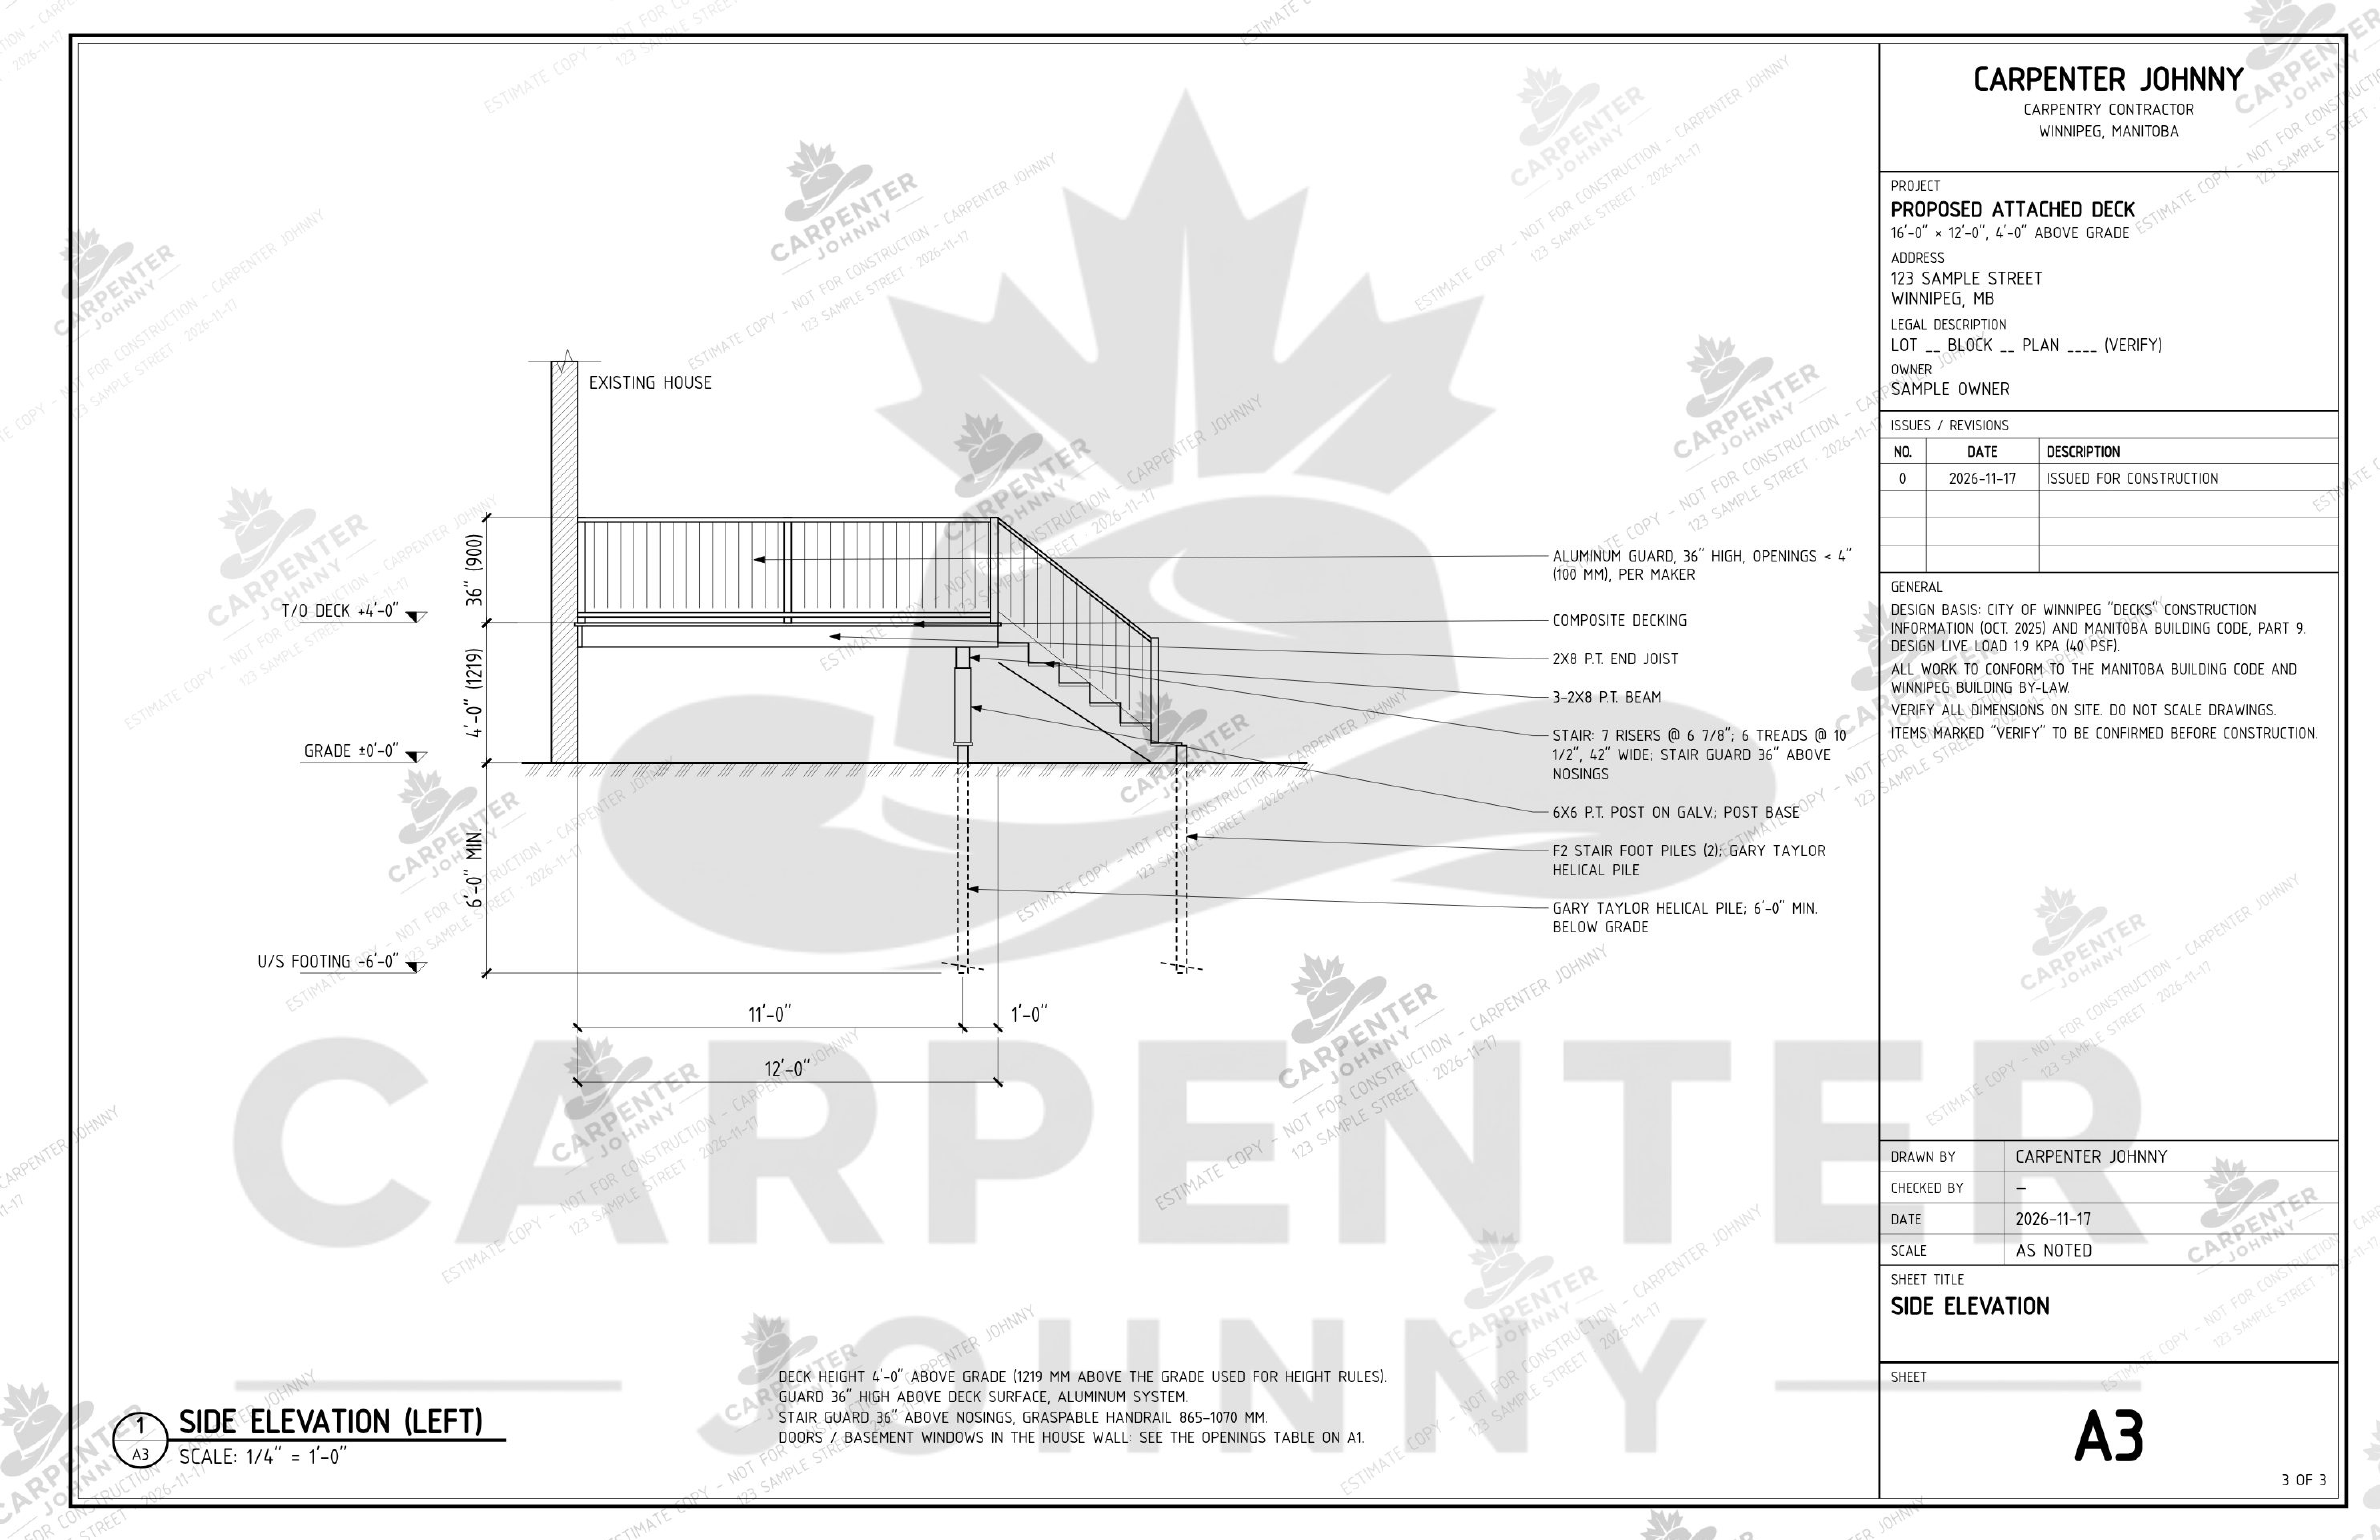 CARPENTER JOHNNY
CARPENTRY CONTRACTOR
WINNIPEG, MANITOBA
PROJECT
PROPOSED ATTACHED DECK
16'-0" × 12'-0", 4'-0" ABOVE GRADE
ADDRESS
123 SAMPLE STREET
WINNIPEG, MB
LEGAL DESCRIPTION
LOT __ BLOCK __ PLAN ____ (VERIFY)
OWNER
SAMPLE OWNER
ISSUES / REVISIONS
NO. DATE DESCRIPTION
0 2026-11-17 ISSUED FOR CONSTRUCTION
GENERAL
DESIGN BASIS: CITY OF WINNIPEG "DECKS" CONSTRUCTION
INFORMATION (OCT. 2025) AND MANITOBA BUILDING CODE, PART 9.
DESIGN LIVE LOAD 1.9 KPA (40 PSF).
ALL WORK TO CONFORM TO THE MANITOBA BUILDING CODE AND
WINNIPEG BUILDING BY-LAW.
VERIFY ALL DIMENSIONS ON SITE. DO NOT SCALE DRAWINGS.
ITEMS MARKED "VERIFY" TO BE CONFIRMED BEFORE CONSTRUCTION.
DRAWN BY CARPENTER JOHNNY
CHECKED BY —
DATE 2026-11-17
SCALE AS NOTED
SHEET TITLE
SIDE ELEVATION
SHEET
A3
3 OF 3
EXISTING HOUSE
36" (900)
T/O DECK +4'-0"
4'-0" (1219)
GRADE ±0'-0"
6'-0" MIN.
U/S FOOTING -6'-0"
11'-0"
1'-0"
12'-0"
ALUMINUM GUARD, 36" HIGH, OPENINGS < 4"
(100 MM), PER MAKER
COMPOSITE DECKING
2X8 P.T. END JOIST
3-2X8 P.T. BEAM
STAIR: 7 RISERS @ 6 7/8"; 6 TREADS @ 10
1/2", 42" WIDE; STAIR GUARD 36" ABOVE
NOSINGS
6X6 P.T. POST ON GALV.; POST BASE
F2 STAIR FOOT PILES (2); GARY TAYLOR
HELICAL PILE
GARY TAYLOR HELICAL PILE; 6'-0" MIN.
BELOW GRADE
DECK HEIGHT 4'-0" ABOVE GRADE (1219 MM ABOVE THE GRADE USED FOR HEIGHT RULES).
GUARD 36" HIGH ABOVE DECK SURFACE, ALUMINUM SYSTEM.
STAIR GUARD 36" ABOVE NOSINGS, GRASPABLE HANDRAIL 865-1070 MM.
DOORS / BASEMENT WINDOWS IN THE HOUSE WALL: SEE THE OPENINGS TABLE ON A1.
1
A3
SIDE ELEVATION (LEFT)
SCALE: 1/4" = 1'-0"
CARPENTER
JOHNNY
ESTIMATE COPY - NOT FOR CONSTRUCTION - CARPENTER JOHNNY
123 SAMPLE STREET · 2026-11-17